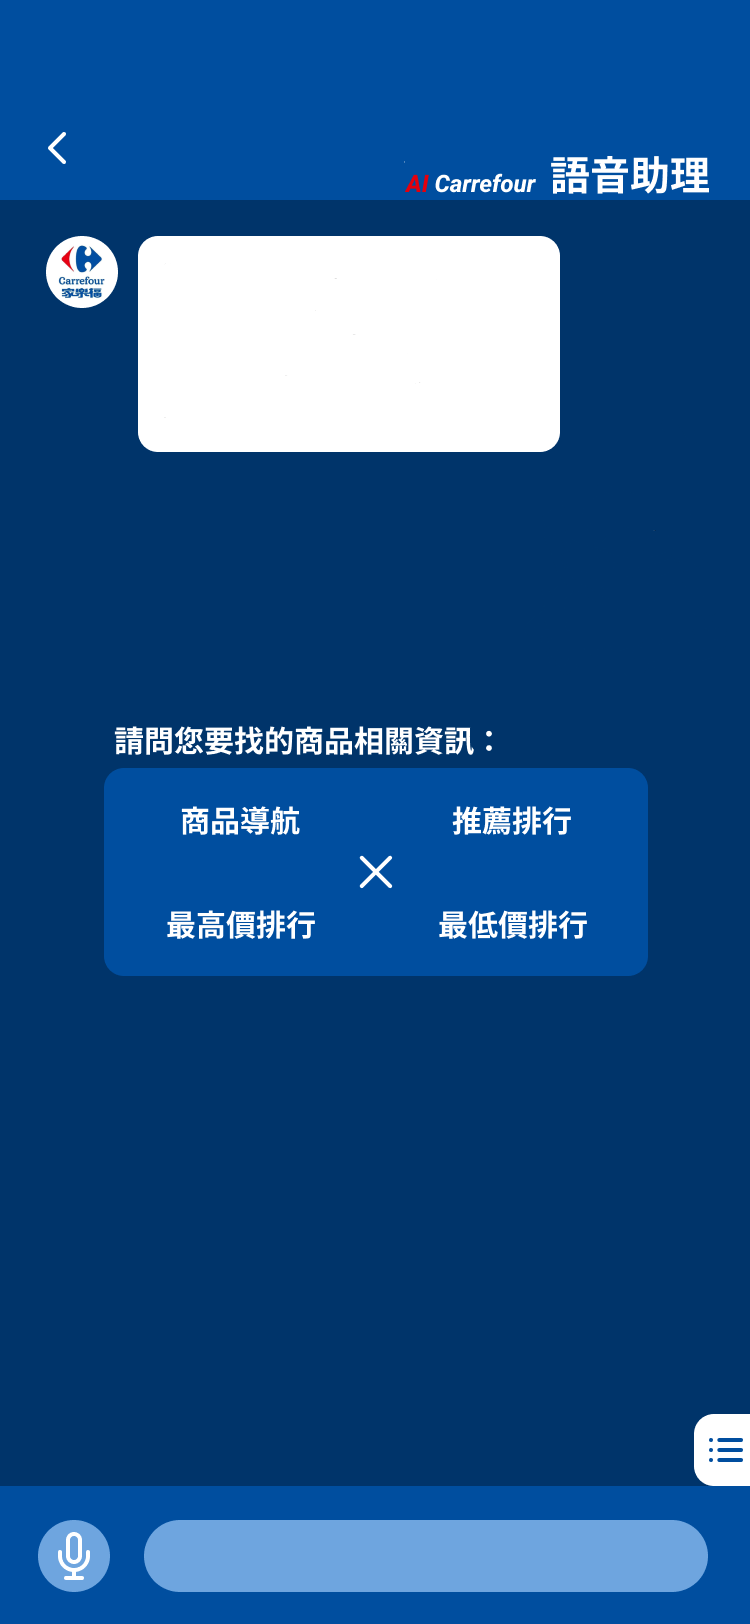 AI Carrefour 語音助理
Carrefour
家樂福
請問您要找的商品相關資訊：
商品導航 推薦排行
最高價排行 最低價排行